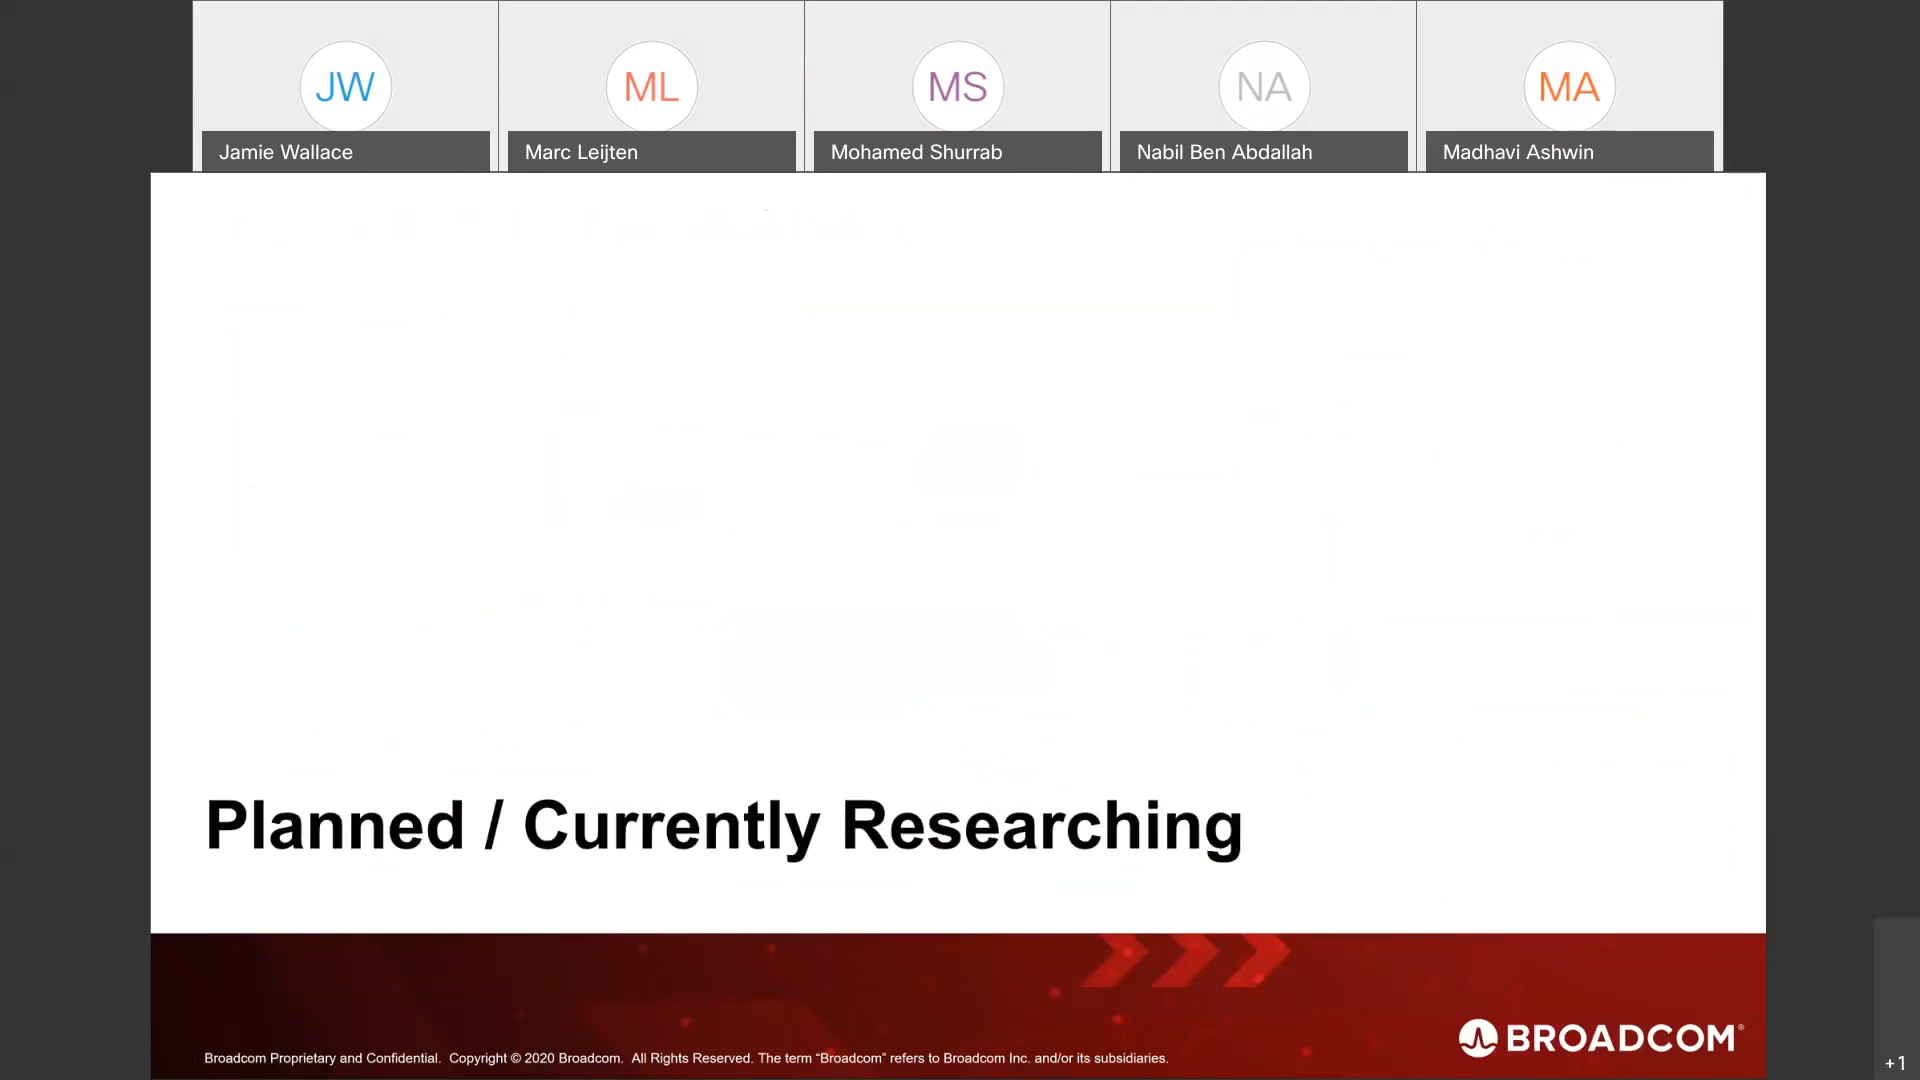 JW
ML
MS
NA
MA
Jamie Wallace
Marc Leijten
Mohamed Shurrab
Nabil Ben Abdallah
Madhavi Ashwin
Planned / Currently Researching
BROADCOM®
Broadcom Proprietary and Confidential. Copyright © 2020 Broadcom. All Rights Reserved. The term “Broadcom” refers to Broadcom Inc. and/or its subsidiaries.
+1